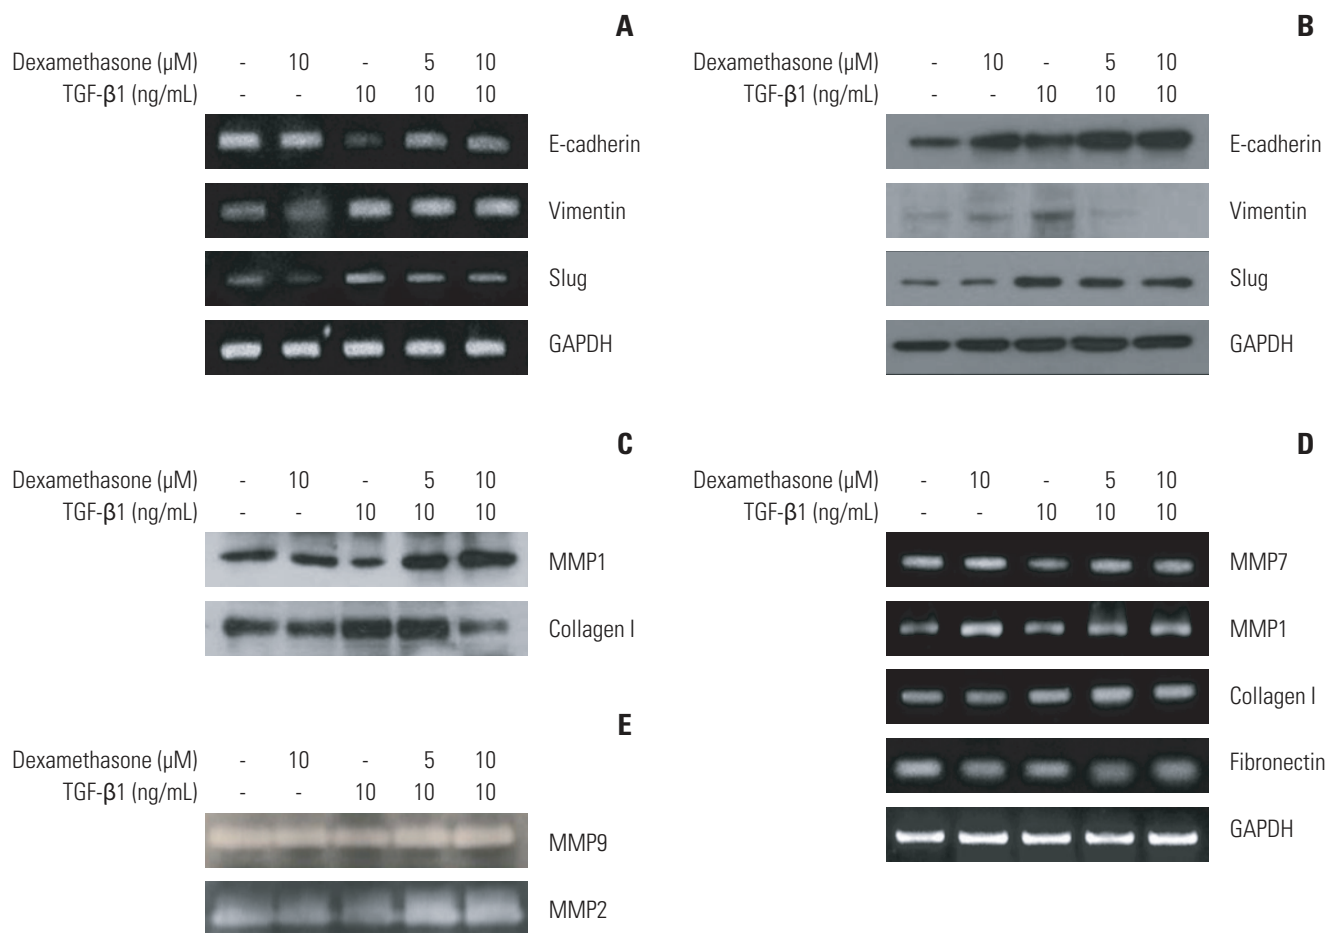 A
Dexamethasone (µM) - 10 - 5 10
TGF-β1 (ng/mL) - - 10 10 10
E-cadherin
Vimentin
Slug
GAPDH
B
Dexamethasone (µM) - 10 - 5 10
TGF-β1 (ng/mL) - - 10 10 10
E-cadherin
Vimentin
Slug
GAPDH
C
Dexamethasone (µM) - 10 - 5 10
TGF-β1 (ng/mL) - - 10 10 10
MMP1
Collagen I
D
Dexamethasone (µM) - 10 - 5 10
TGF-β1 (ng/mL) - - 10 10 10
MMP7
MMP1
Collagen I
Fibronectin
GAPDH
E
Dexamethasone (µM) - 10 - 5 10
TGF-β1 (ng/mL) - - 10 10 10
MMP9
MMP2